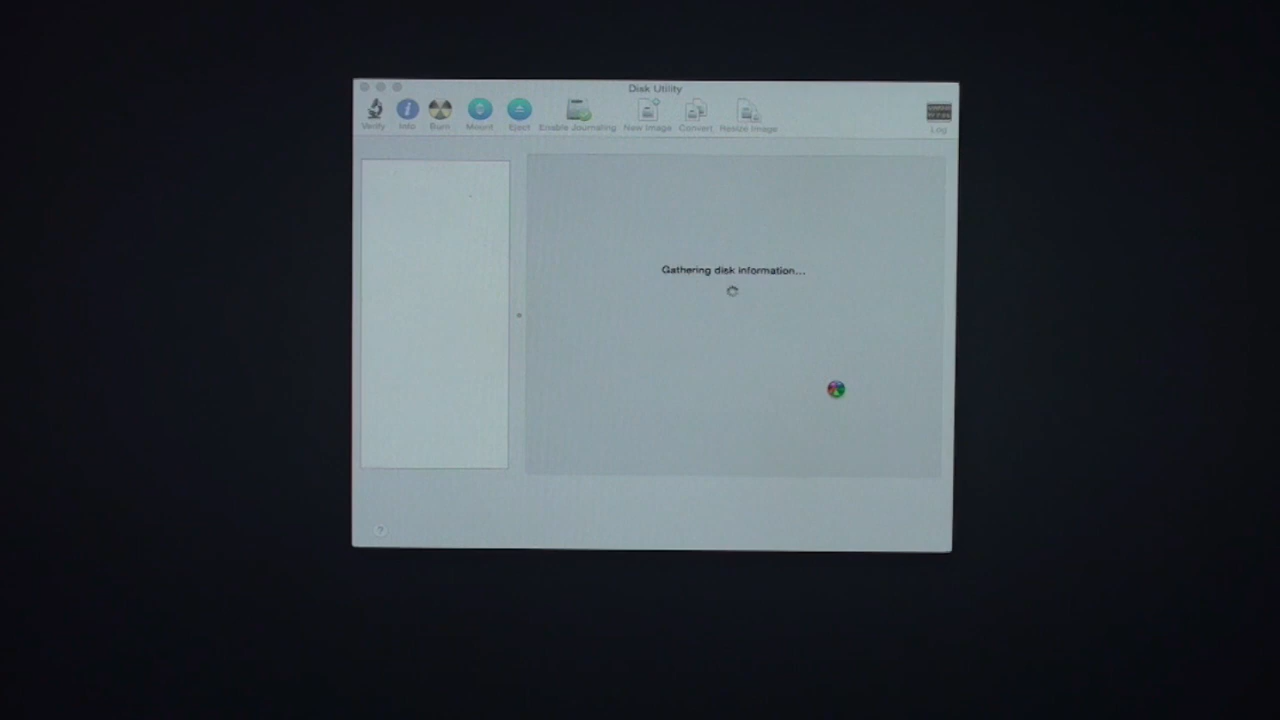 Disk Utility
Verify Info Burn Mount Eject Enable Journaling New Image Convert Resize Image Log
Gathering disk information...
?